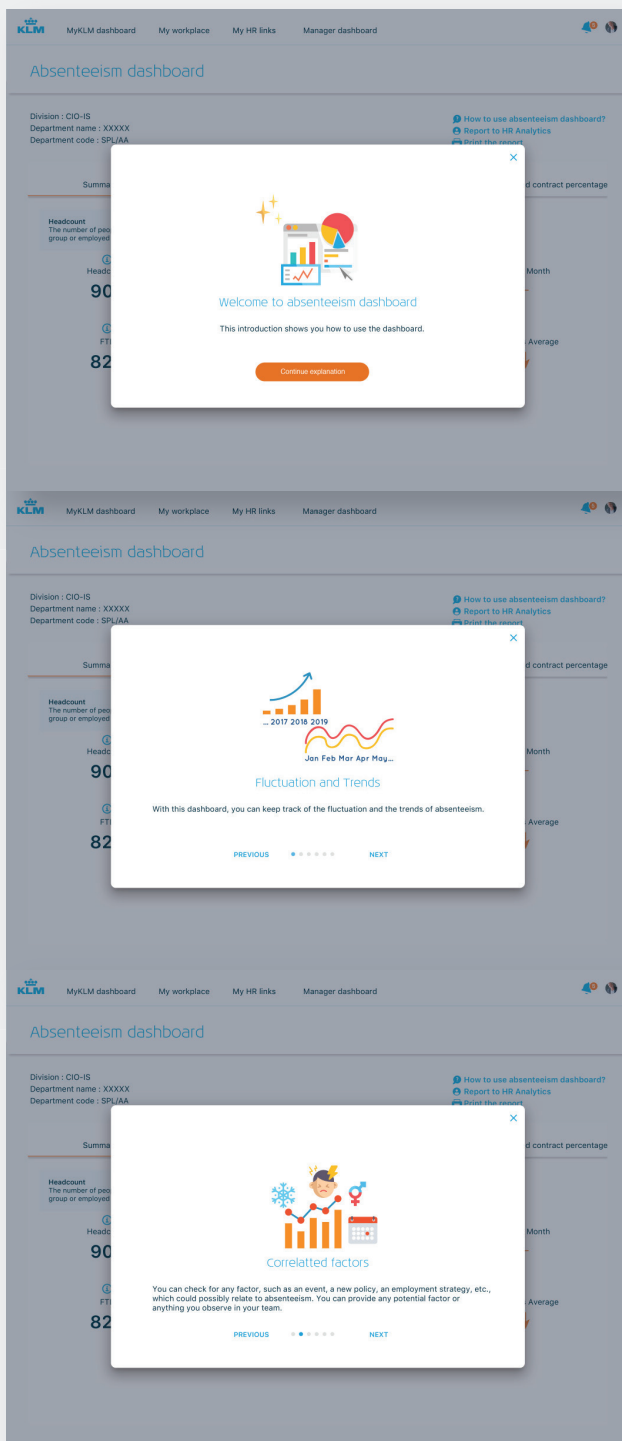 KLM MyKLM dashboard My workplace My HR links Manager dashboard
Absenteeism dashboard
Division : CIO-IS
Department name : XXXXX
Department code : SPL/AA
How to use absenteeism dashboard?
Report to HR Analytics
Print the report
Summa
d contract percentage
Headcount
The number of peo
group or employed
Headc
90
Month
FT
82
Average
Welcome to absenteeism dashboard
This introduction shows you how to use the dashboard.
Continue explanation
KLM MyKLM dashboard My workplace My HR links Manager dashboard
Absenteeism dashboard
Division : CIO-IS
Department name : XXXXX
Department code : SPL/AA
How to use absenteeism dashboard?
Report to HR Analytics
Print the report
Summa
d contract percentage
Headcount
The number of peo
group or employed
Headc
90
Month
FT
82
Average
... 2017 2018 2019
Jan Feb Mar Apr May...
Fluctuation and Trends
With this dashboard, you can keep track of the fluctuation and the trends of absenteeism.
PREVIOUS NEXT
KLM MyKLM dashboard My workplace My HR links Manager dashboard
Absenteeism dashboard
Division : CIO-IS
Department name : XXXXX
Department code : SPL/AA
How to use absenteeism dashboard?
Report to HR Analytics
Print the report
Summa
d contract percentage
Headcount
The number of peo
group or employed
Headc
90
Month
FT
82
Average
Correlatted factors
You can check for any factor, such as an event, a new policy, an employment strategy, etc.,
which could possibly relate to absenteeism. You can provide any potential factor or
anything you observe in your team.
PREVIOUS NEXT